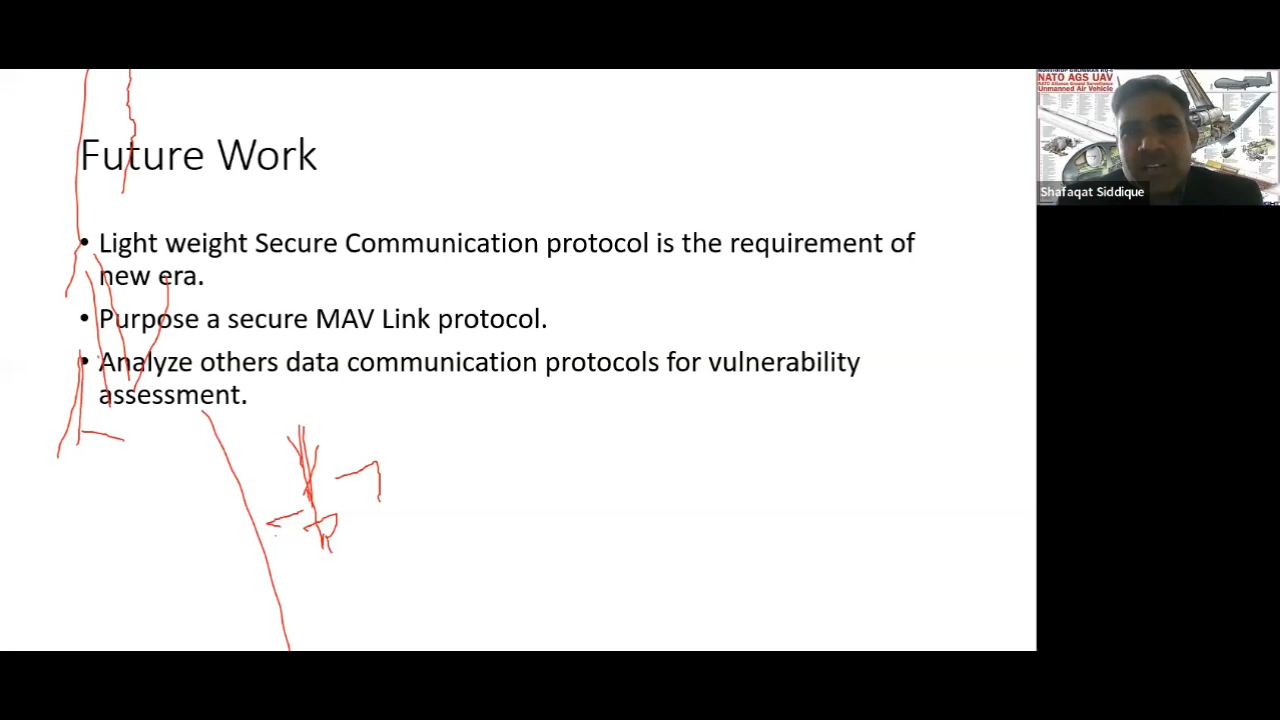 Future Work
• Light weight Secure Communication protocol is the requirement of
new era.
• Purpose a secure MAV Link protocol.
• Analyze others data communication protocols for vulnerability
assessment.
NATO AGS UAV
NATO Alliance Ground Surveillance
Unmanned Air Vehicle
Shafaqat Siddique